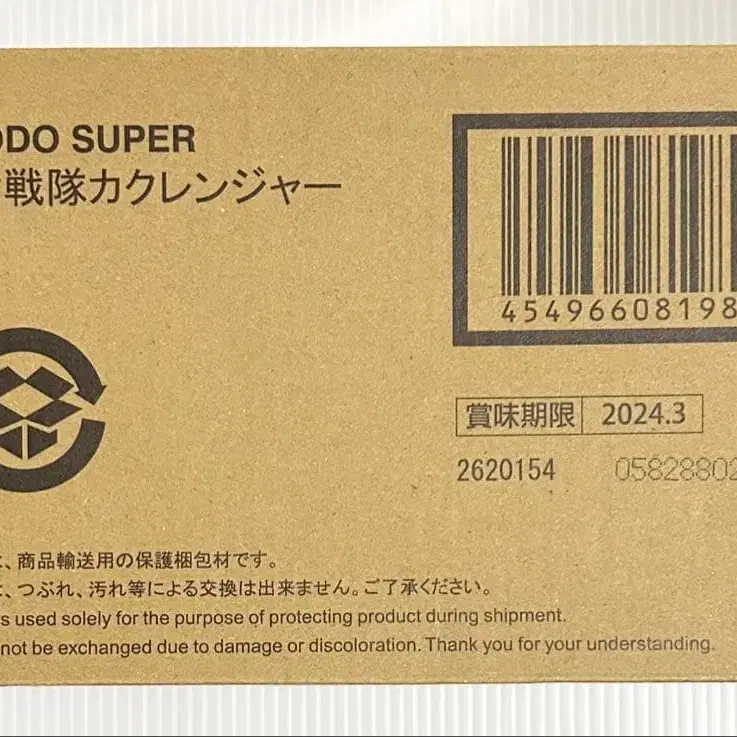 ODO SUPER
戦隊カクレンジャー
454966081 98
賞味期限 2024.3
2620154 05828802
、商品輸送用の保護梱包材です。
、つぶれ、汚れ等による交換は出来ません。ご了承ください。
s used solely for the purpose of protecting product during shipment.
not be exchanged due to damage or discoloration. Thank you for your understanding.